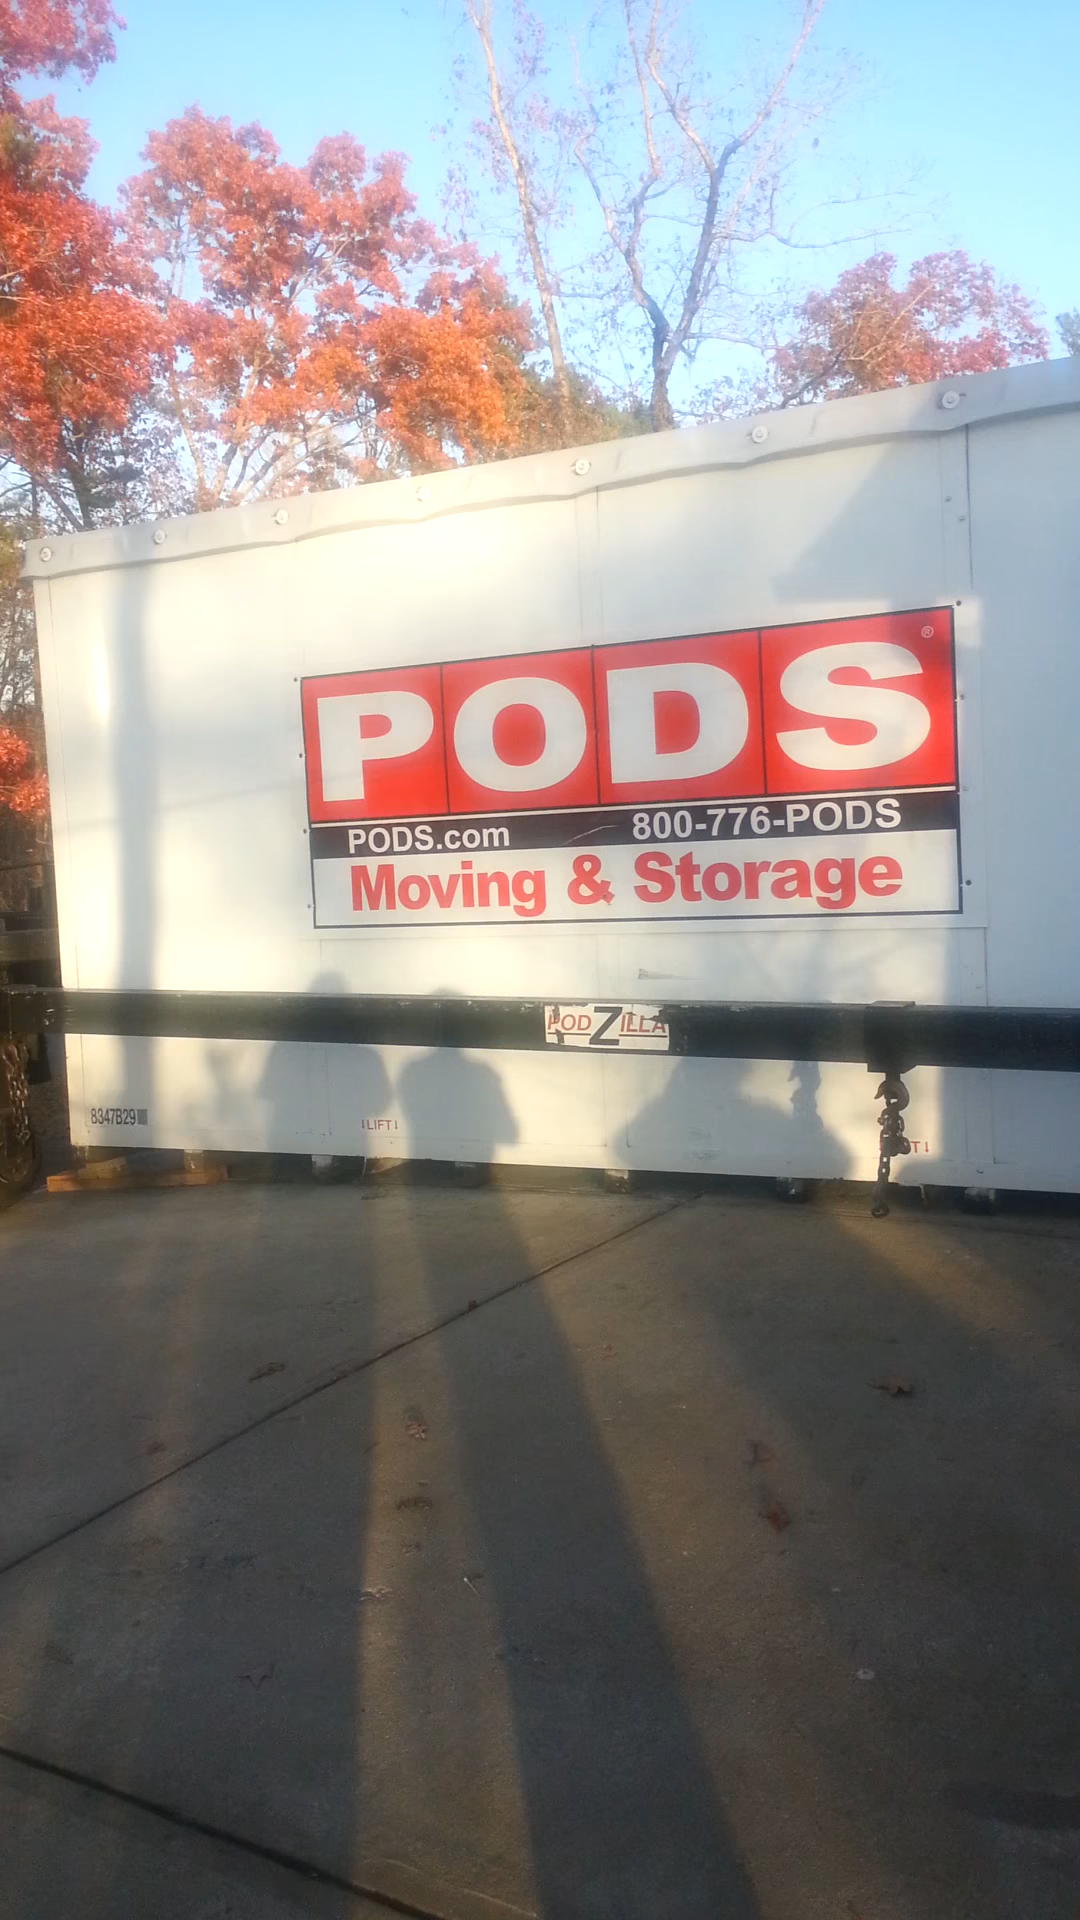 PODS®
PODS.com 800-776-PODS
Moving & Storage
PODZILLA
8347B29
↓LIFT↓
T↓